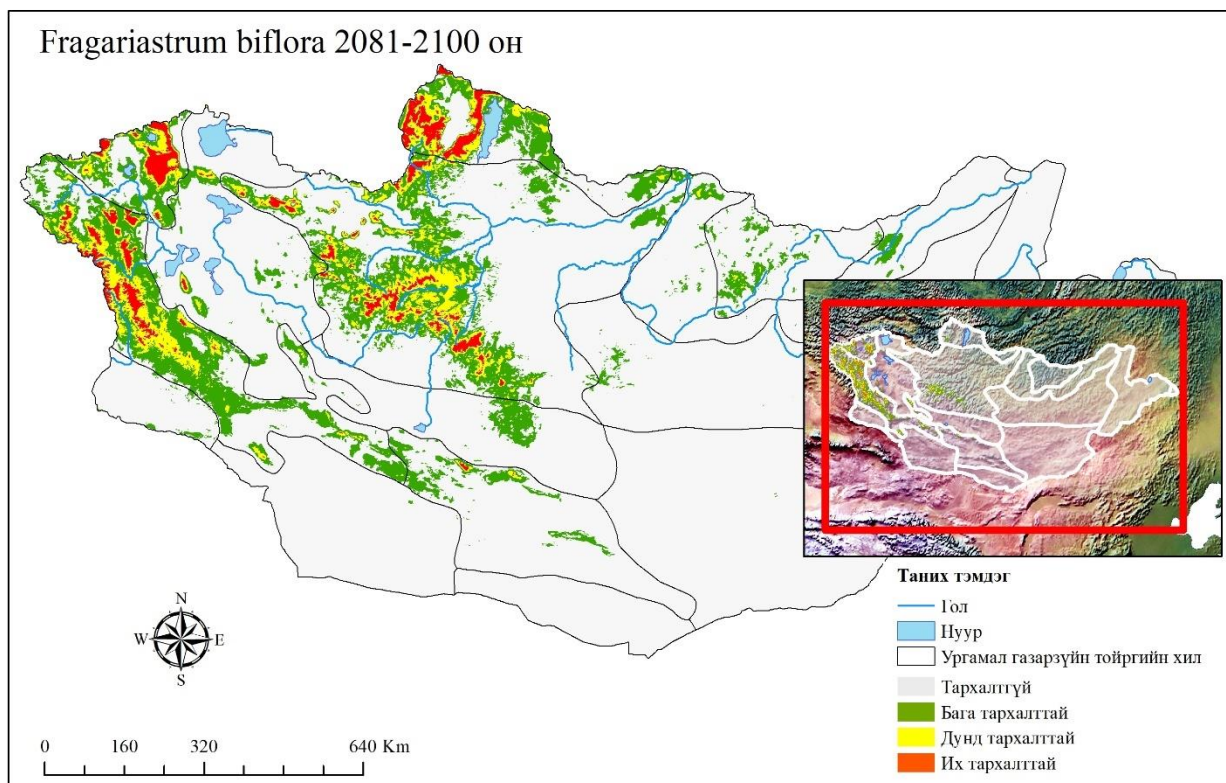 Fragariastrum biflora 2081-2100 он
N
W E
S
0 160 320 640 Km
Таних тэмдэг
Гол
Нуур
Ургамал газарзүйн тойргийн хил
Тархалтгүй
Бага тархалттай
Дунд тархалттай
Их тархалттай